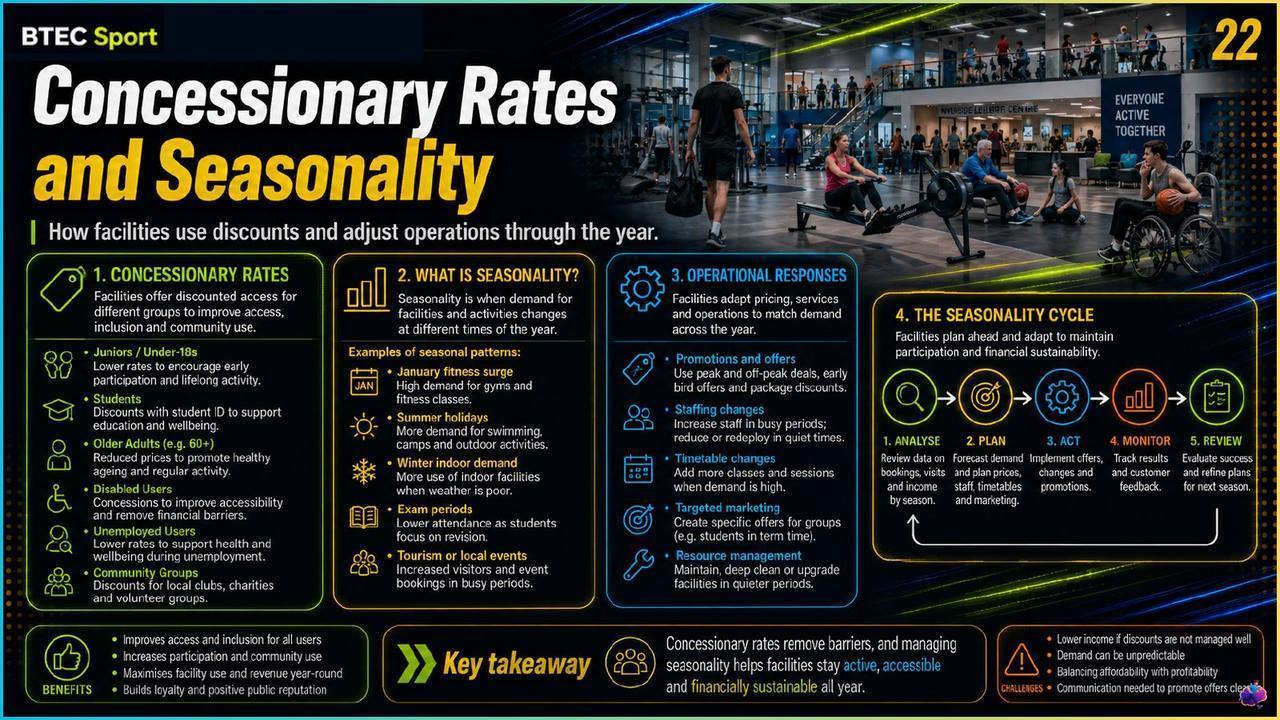 BTEC Sport
22
Concessionary Rates
and Seasonality
How facilities use discounts and adjust operations through the year.
EVERYONE
ACTIVE
TOGETHER
1. CONCESSIONARY RATES
Facilities offer discounted access for
different groups to improve access,
inclusion and community use.
• Juniors / Under-18s
Lower rates to encourage early
participation and lifelong activity.
• Students
Discounts with student ID to support
education and wellbeing.
• Older Adults (e.g. 60+)
Reduced prices to promote healthy
ageing and regular activity.
• Disabled Users
Concessions to improve accessibility
and remove financial barriers.
• Unemployed Users
Lower rates to support health and
wellbeing during unemployment.
• Community Groups
Discounts for local clubs, charities
and volunteer groups.
2. WHAT IS SEASONALITY?
Seasonality is when demand for
facilities and activities changes
at different times of the year.
Examples of seasonal patterns:
JAN
• January fitness surge
High demand for gyms and
fitness classes.
• Summer holidays
More demand for swimming,
camps and outdoor activities.
• Winter indoor demand
More use of indoor facilities
when weather is poor.
• Exam periods
Lower attendance as students
focus on revision.
• Tourism or local events
Increased visitors and event
bookings in busy periods.
3. OPERATIONAL RESPONSES
Facilities adapt pricing, services
and operations to match demand
across the year.
• Promotions and offers
Use peak and off-peak deals, early
bird offers and package discounts.
• Staffing changes
Increase staff in busy periods;
reduce or redeploy in quiet times.
• Timetable changes
Add more classes and sessions
when demand is high.
• Targeted marketing
Create specific offers for groups
(e.g. students in term time).
• Resource management
Maintain, deep clean or upgrade
facilities in quieter periods.
4. THE SEASONALITY CYCLE
Facilities plan ahead and adapt to maintain
participation and financial sustainability.
1. ANALYSE
Review data on
bookings, visits
and income
by season.
2. PLAN
Forecast demand
and plan prices,
staff, timetables
and marketing.
3. ACT
Implement offers,
changes and
promotions.
4. MONITOR
Track results
and customer
feedback.
5. REVIEW
Evaluate success
and refine plans
for next season.
BENEFITS
• Improves access and inclusion for all users
• Increases participation and community use
• Maximises facility use and revenue year-round
• Builds loyalty and positive public reputation
Key takeaway
Concessionary rates remove barriers, and managing
seasonality helps facilities stay active, accessible
and financially sustainable all year.
CHALLENGES
• Lower income if discounts are not managed well
• Demand can be unpredictable
• Balancing affordability with profitability
• Communication needed to promote offers